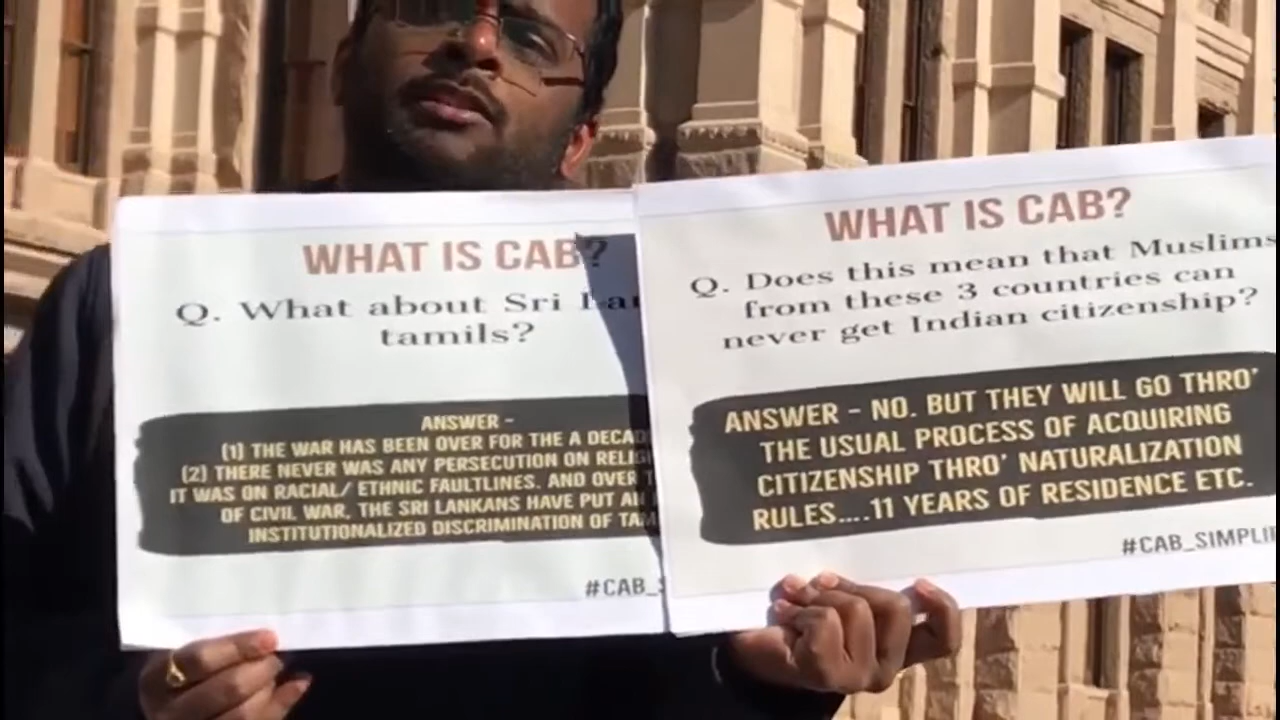 WHAT IS CAB?
Q. What about Sri
tamils?
ANSWER -
(1) THE WAR HAS BEEN OVER FOR THE A
(2) THERE NEVER WAS ANY PERSECUTION ON
IT WAS ON RACIAL/ ETHNIC FAULTLINES. AND OVER
OF CIVIL WAR, THE SRI LANKANS HAVE PUT
INSTITUTIONALIZED DISCRIMINATION OF
WHAT IS CAB?
Q. Does this mean that Muslims
from these 3 countries can
never get Indian citizenship?
ANSWER - NO. BUT THEY WILL GO THRO'
THE USUAL PROCESS OF ACQUIRING
CITIZENSHIP THRO' NATURALIZATION
RULES....11 YEARS OF RESIDENCE ETC.